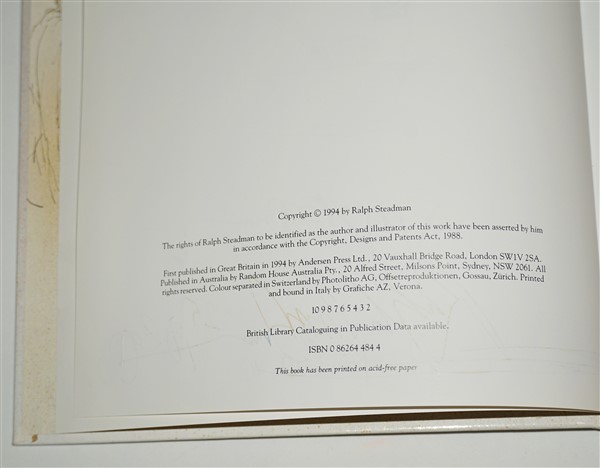 Copyright © 1994 by Ralph Steadman
The rights of Ralph Steadman to be identified as the author and illustrator of this work have been asserted by him
in accordance with the Copyright, Designs and Patents Act, 1988.
First published in Great Britain in 1994 by Andersen Press Ltd., 20 Vauxhall Bridge Road, London SW1V 2SA.
Published in Australia by Random House Australia Pty., 20 Alfred Street, Milsons Point, Sydney, NSW 2061. All
rights reserved. Colour separated in Switzerland by Photolitho AG, Offsetreproduktionen, Gossau, Zürich. Printed
and bound in Italy by Grafiche AZ, Verona.
10 9 8 7 6 5 4 3 2
British Library Cataloguing in Publication Data available.
ISBN 0 86264 484 4
This book has been printed on acid-free paper